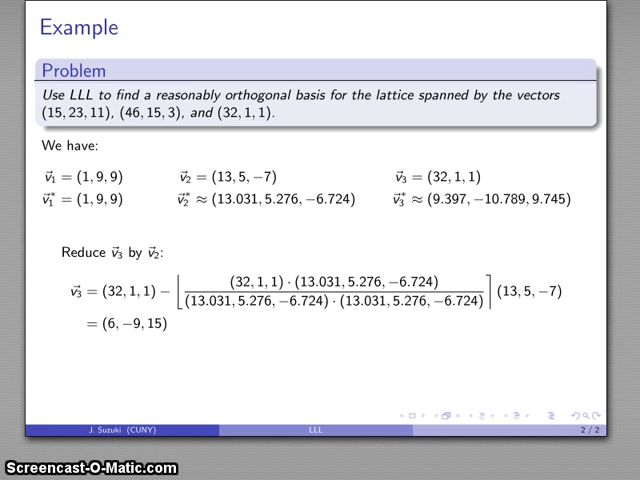 Example
Problem
Use LLL to find a reasonably orthogonal basis for the lattice spanned by the vectors
(15, 23, 11), (46, 15, 3), and (32, 1, 1).
We have:
v⃗₁ = (1, 9, 9) v⃗₂ = (13, 5, −7) v⃗₃ = (32, 1, 1)
v⃗₁* = (1, 9, 9) v⃗₂* ≈ (13.031, 5.276, −6.724) v⃗₃* ≈ (9.397, −10.789, 9.745)
Reduce v⃗₃ by v⃗₂:
v⃗₃ = (32, 1, 1) − ⌊ (32, 1, 1) · (13.031, 5.276, −6.724) / (13.031, 5.276, −6.724) · (13.031, 5.276, −6.724) ⌉ (13, 5, −7)
= (6, −9, 15)
J. Suzuki (CUNY) LLL 2 / 2
Screencast-O-Matic.com